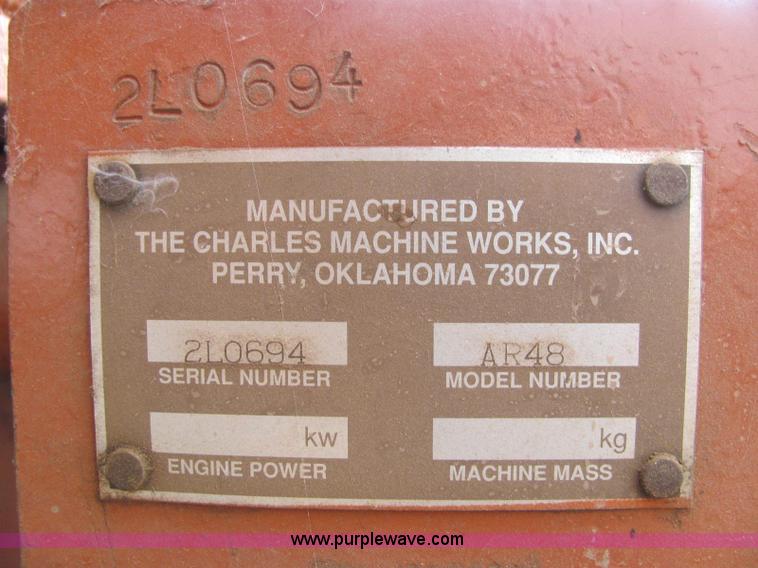 2L0694
MANUFACTURED BY
THE CHARLES MACHINE WORKS, INC.
PERRY, OKLAHOMA 73077
2L0694
SERIAL NUMBER
AR48
MODEL NUMBER
kw
ENGINE POWER
kg
MACHINE MASS
www.purplewave.com